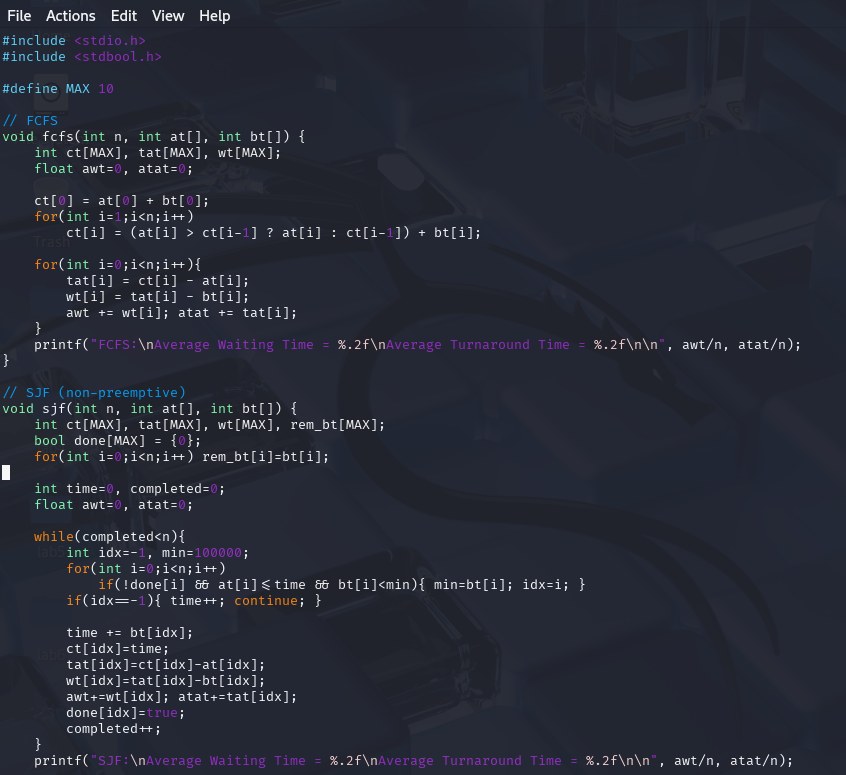 File Actions Edit View Help
#include <stdio.h>
#include <stdbool.h>

#define MAX 10

// FCFS
void fcfs(int n, int at[], int bt[]) {
    int ct[MAX], tat[MAX], wt[MAX];
    float awt=0, atat=0;

    ct[0] = at[0] + bt[0];
    for(int i=1;i<n;i++)
        ct[i] = (at[i] > ct[i-1] ? at[i] : ct[i-1]) + bt[i];

    for(int i=0;i<n;i++){
        tat[i] = ct[i] - at[i];
        wt[i] = tat[i] - bt[i];
        awt += wt[i]; atat += tat[i];
    }
    printf("FCFS:\nAverage Waiting Time = %.2f\nAverage Turnaround Time = %.2f\n\n", awt/n, atat/n);
}

// SJF (non-preemptive)
void sjf(int n, int at[], int bt[]) {
    int ct[MAX], tat[MAX], wt[MAX], rem_bt[MAX];
    bool done[MAX] = {0};
    for(int i=0;i<n;i++) rem_bt[i]=bt[i];

    int time=0, completed=0;
    float awt=0, atat=0;

    while(completed<n){
        int idx=-1, min=100000;
        for(int i=0;i<n;i++)
            if(!done[i] && at[i]<=time && bt[i]<min){ min=bt[i]; idx=i; }
        if(idx==-1){ time++; continue; }

        time += bt[idx];
        ct[idx]=time;
        tat[idx]=ct[idx]-at[idx];
        wt[idx]=tat[idx]-bt[idx];
        awt+=wt[idx]; atat+=tat[idx];
        done[idx]=true;
        completed++;
    }
    printf("SJF:\nAverage Waiting Time = %.2f\nAverage Turnaround Time = %.2f\n\n", awt/n, atat/n);
Trash